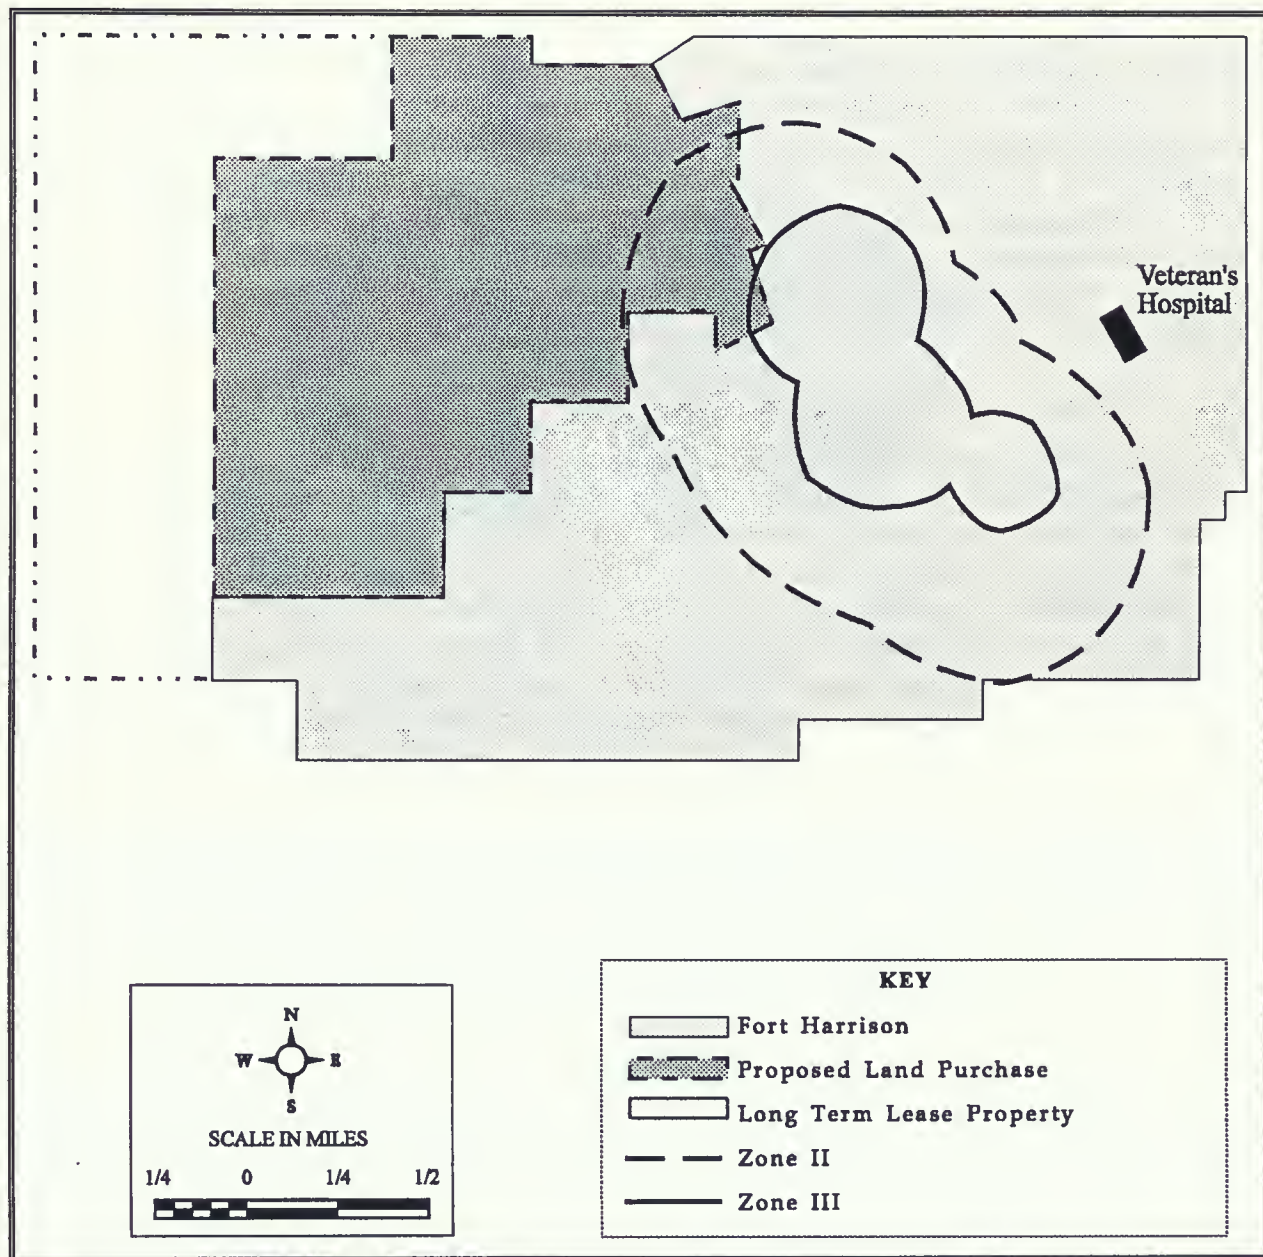 Veteran's
Hospital
N
W E
S
SCALE IN MILES
1/4 0 1/4 1/2
KEY
Fort Harrison
Proposed Land Purchase
Long Term Lease Property
Zone II
Zone III